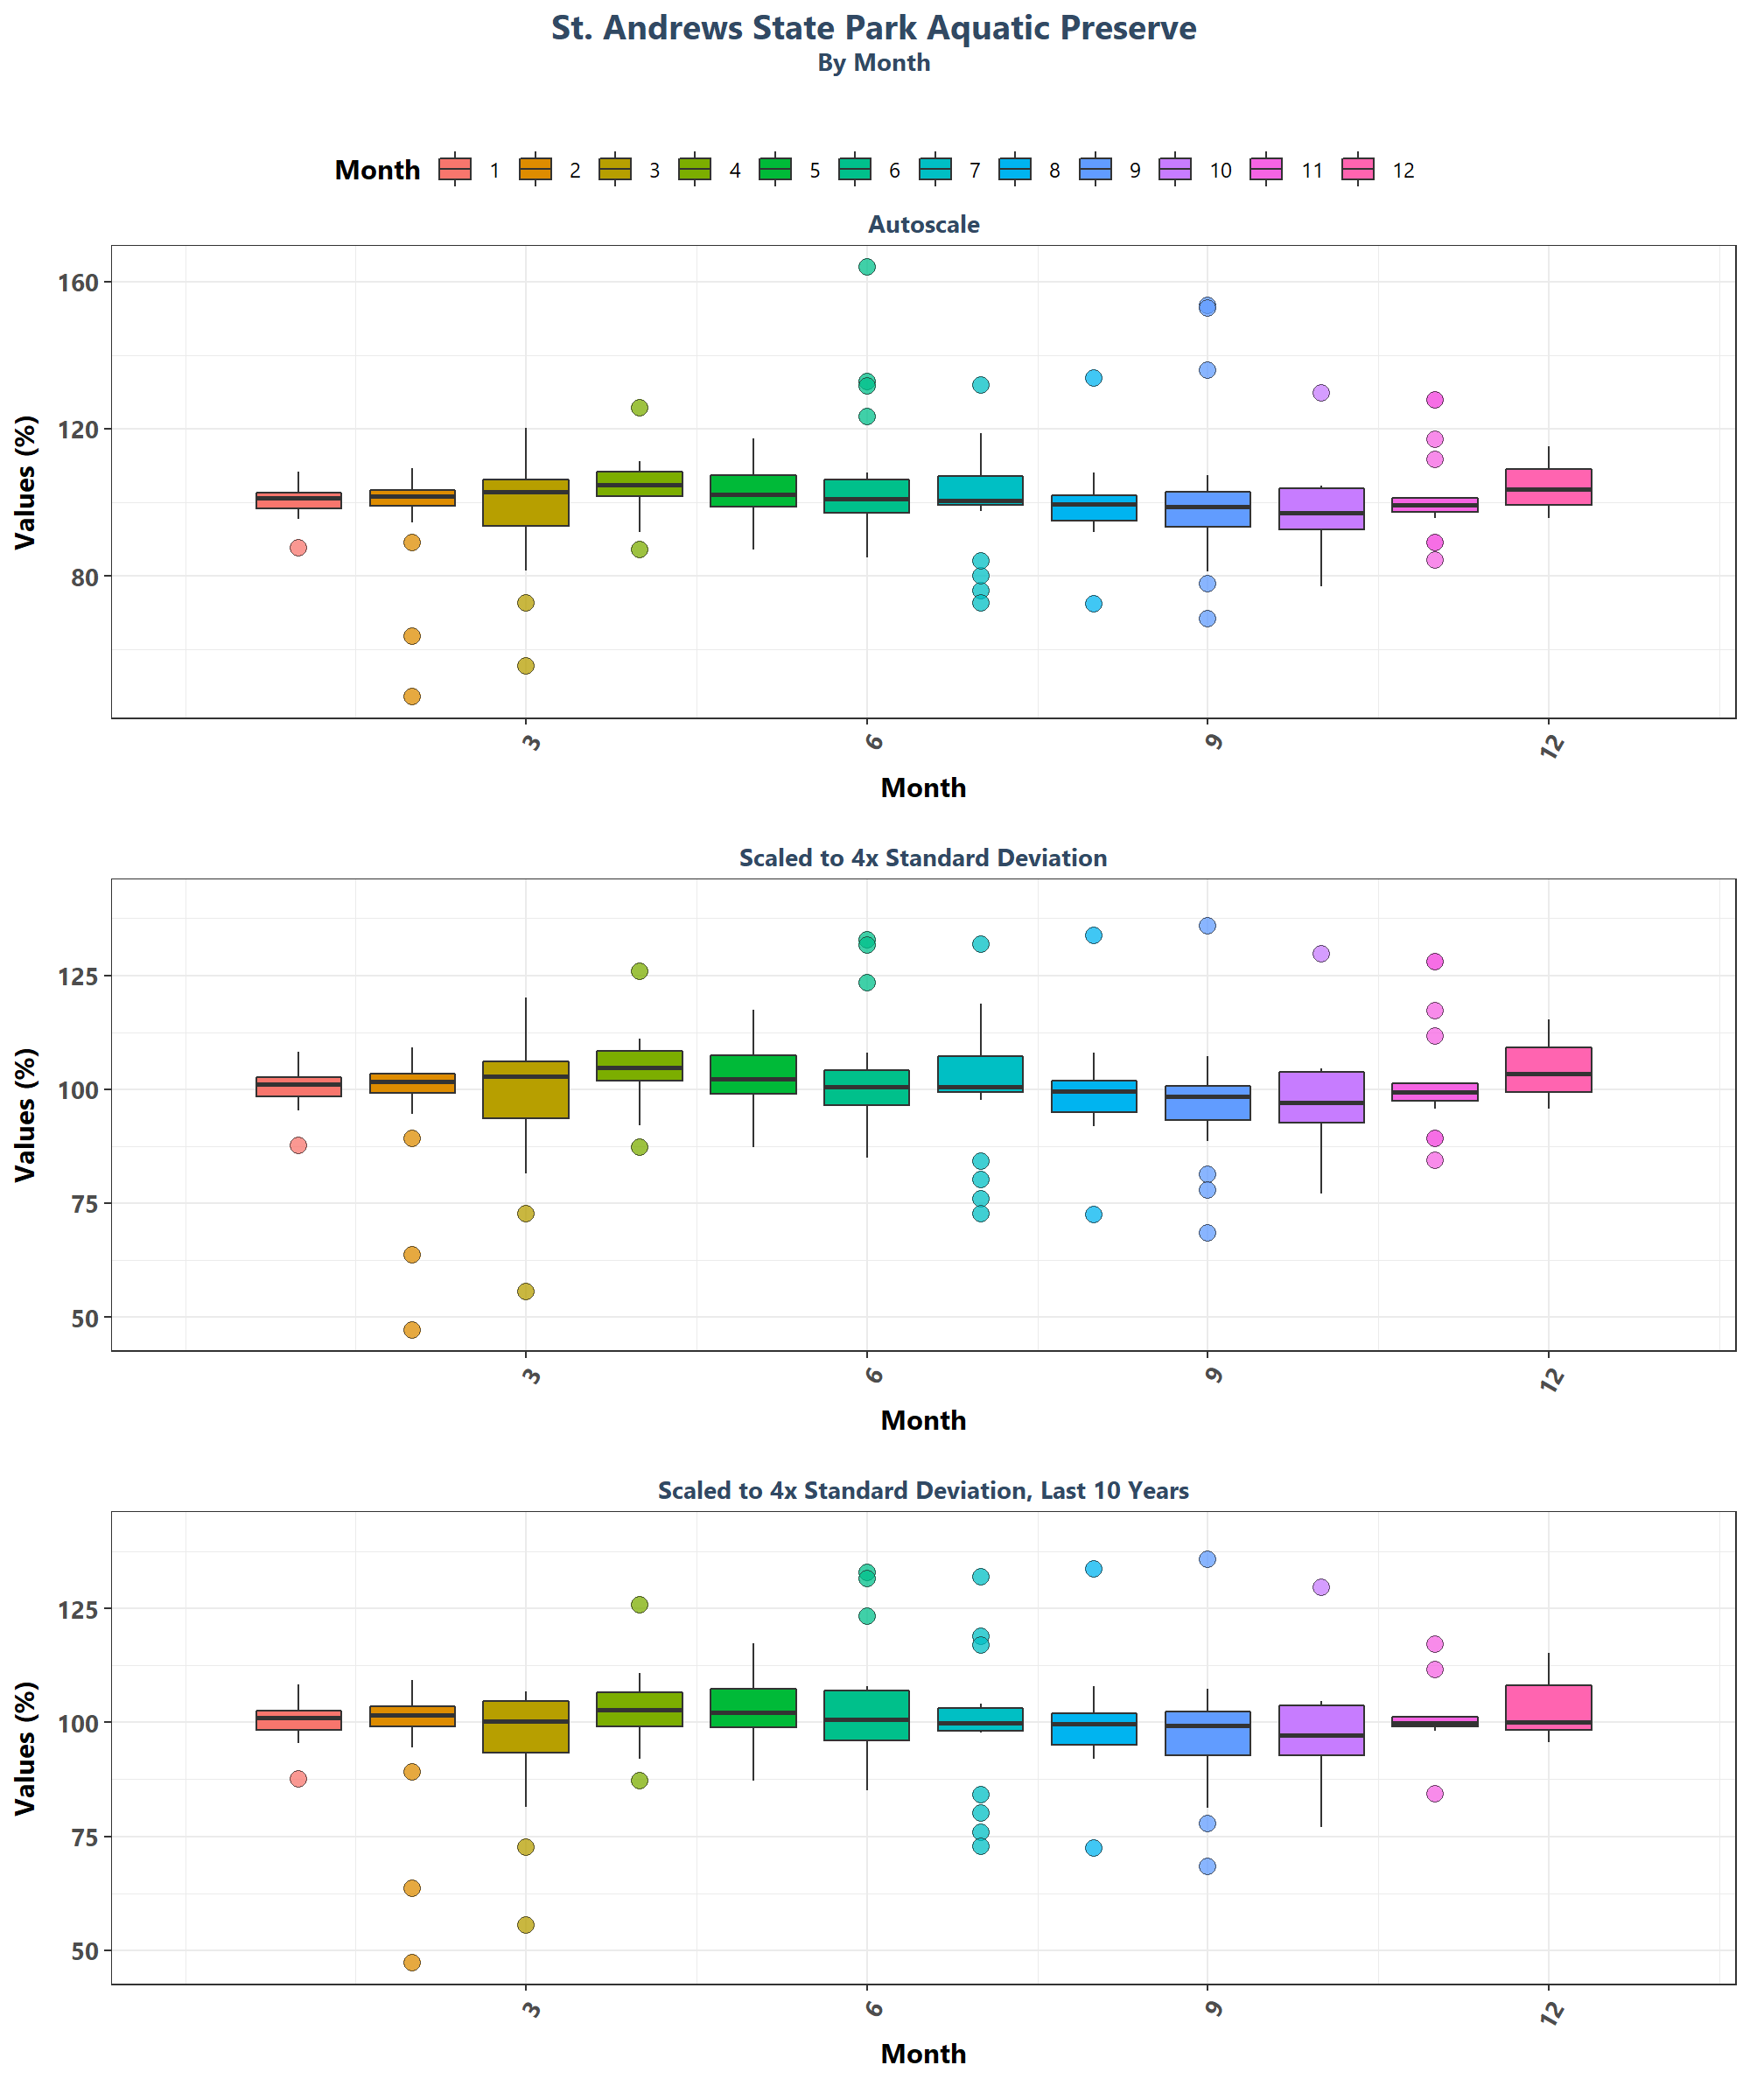 St. Andrews State Park Aquatic Preserve
By Month
Month 1 2 3 4 5 6 7 8 9 10 11 12
Autoscale
Values (%)
160
120
80
3 6 9 12
Month
Scaled to 4x Standard Deviation
Values (%)
125
100
75
50
3 6 9 12
Month
Scaled to 4x Standard Deviation, Last 10 Years
Values (%)
125
100
75
50
3 6 9 12
Month